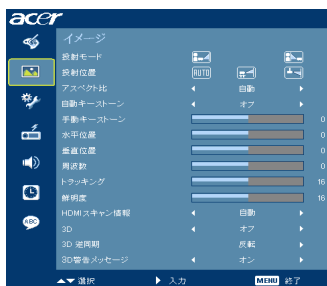 acer
イメージ
投射モード
投射位置 AUTO
アスペクト比 自動
自動キーストーン オフ
手動キーストーン 0
水平位置 0
垂直位置 0
周波数 0
トラッキング 16
鮮明度 16
HDMIスキャン情報 自動
3D オフ
3D 逆同期 反転
3D警告メッセージ オン
ABC
▲▼ 選択 ▶ 入力 MENU 終了